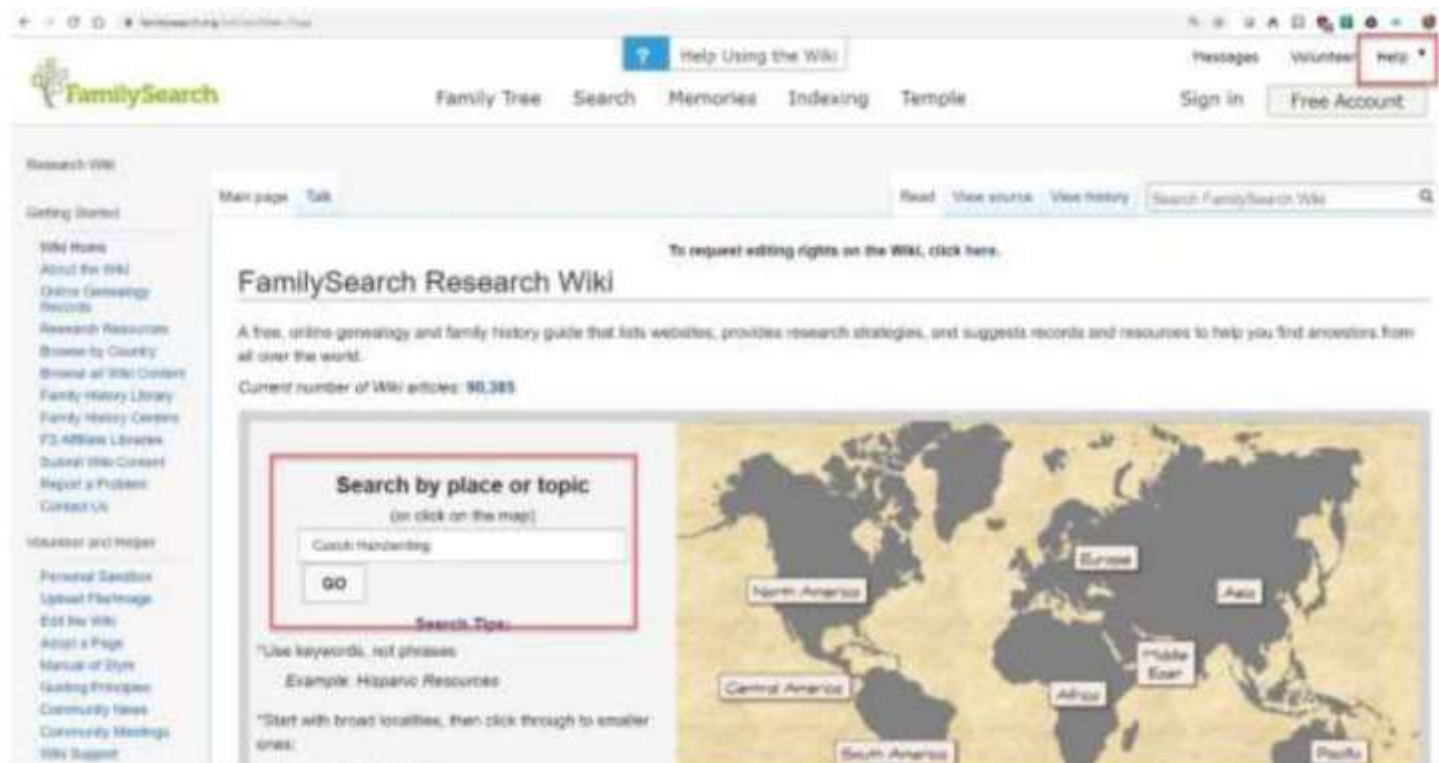 Help Using the Wiki
Messages Volunteer Help
FamilySearch
Family Tree Search Memories Indexing Temple
Sign in Free Account
Research Wiki
Main page Talk
Read View source View history
Search FamilySearch Wiki
Getting Started
Wiki Home
About the Wiki
Online Genealogy
Records
Research Resources
Browse by Country
Browse all Wiki Content
Family History Library
Family History Centers
FS Affiliate Libraries
Submit Wiki Content
Report a Problem
Contact Us
Volunteer and Helper
Personal Sandbox
Upload File/Image
Edit the Wiki
Adopt a Page
Manual of Style
Guiding Principles
Community News
Community Meetings
Wiki Support
To request editing rights on the Wiki, click here.
FamilySearch Research Wiki
A free, online genealogy and family history guide that lists websites, provides research strategies, and suggests records and resources to help you find ancestors from
all over the world.
Current number of Wiki articles: 90,385
Search by place or topic
(or click on the map)
Handwriting
GO
Search Tips:
*Use keywords, not phrases
Example: Hispanic Resources
*Start with broad localities, then click through to smaller
ones:
North America
Europe
Asia
Middle
East
Central America
Africa
South America
Pacific